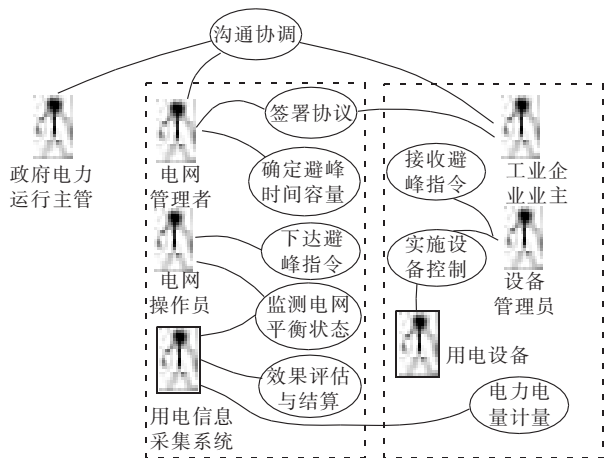 沟通协调
政府电力
运行主管
电网
管理者
签署协议
确定避峰
时间容量
电网
操作员
下达避
峰指令
监测电网
平衡状态
用电信息
采集系统
效果评估
与结算
工业企
业业主
接收避
峰指令
设备
管理员
实施设
备控制
用电设备
电力电
量计量